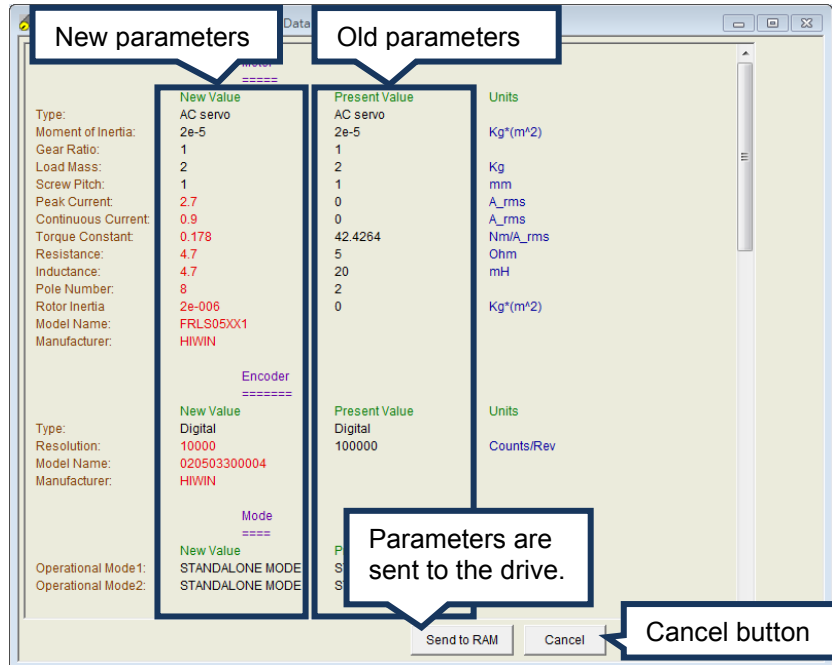 New parameters
Data
Old parameters
Motor
=====
New Value Present Value Units
Type: AC servo AC servo
Moment of Inertia: 2e-5 2e-5 Kg*(m^2)
Gear Ratio: 1 1
Load Mass: 2 2 Kg
Screw Pitch: 1 1 mm
Peak Current: 2.7 0 A_rms
Continuous Current: 0.9 0 A_rms
Torque Constant: 0.178 42.4264 Nm/A_rms
Resistance: 4.7 5 Ohm
Inductance: 4.7 20 mH
Pole Number: 8 2
Rotor Inertia 2e-006 0 Kg*(m^2)
Model Name: FRLS05XX1
Manufacturer: HIWIN
Encoder
=======
New Value Present Value Units
Type: Digital Digital
Resolution: 10000 100000 Counts/Rev
Model Name: 020503300004
Manufacturer: HIWIN
Mode
====
New Value
Operational Mode1: STANDALONE MODE
Operational Mode2: STANDALONE MODE
Parameters are
sent to the drive.
Send to RAM Cancel
Cancel button